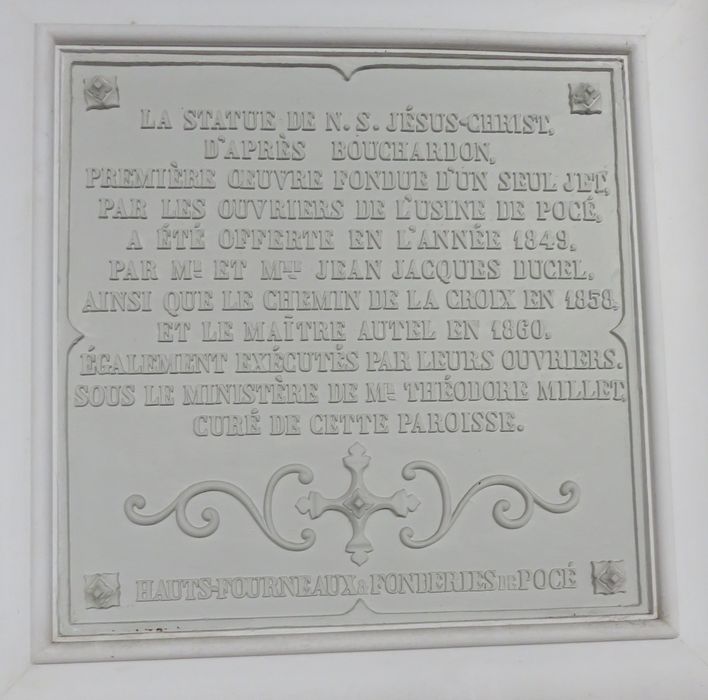 LA STATUE DE N. S. JÉSUS-CHRIST,
D'APRÈS BOUCHARDON,
PREMIÈRE ŒUVRE FONDUE D'UN SEUL JET,
PAR LES OUVRIERS DE L'USINE DE POCÉ,
A ÉTÉ OFFERTE EN L'ANNÉE 1849.
PAR MR ET MME JEAN JACQUES DUCEL.
AINSI QUE LE CHEMIN DE LA CROIX EN 1858.
ET LE MAÎTRE AUTEL EN 1860.
ÉGALEMENT EXÉCUTÉS PAR LEURS OUVRIERS.
SOUS LE MINISTÈRE DE MR THÉODORE MILLET,
CURÉ DE CETTE PAROISSE.
HAUTS-FOURNEAUX & FONDERIES DE POCÉ